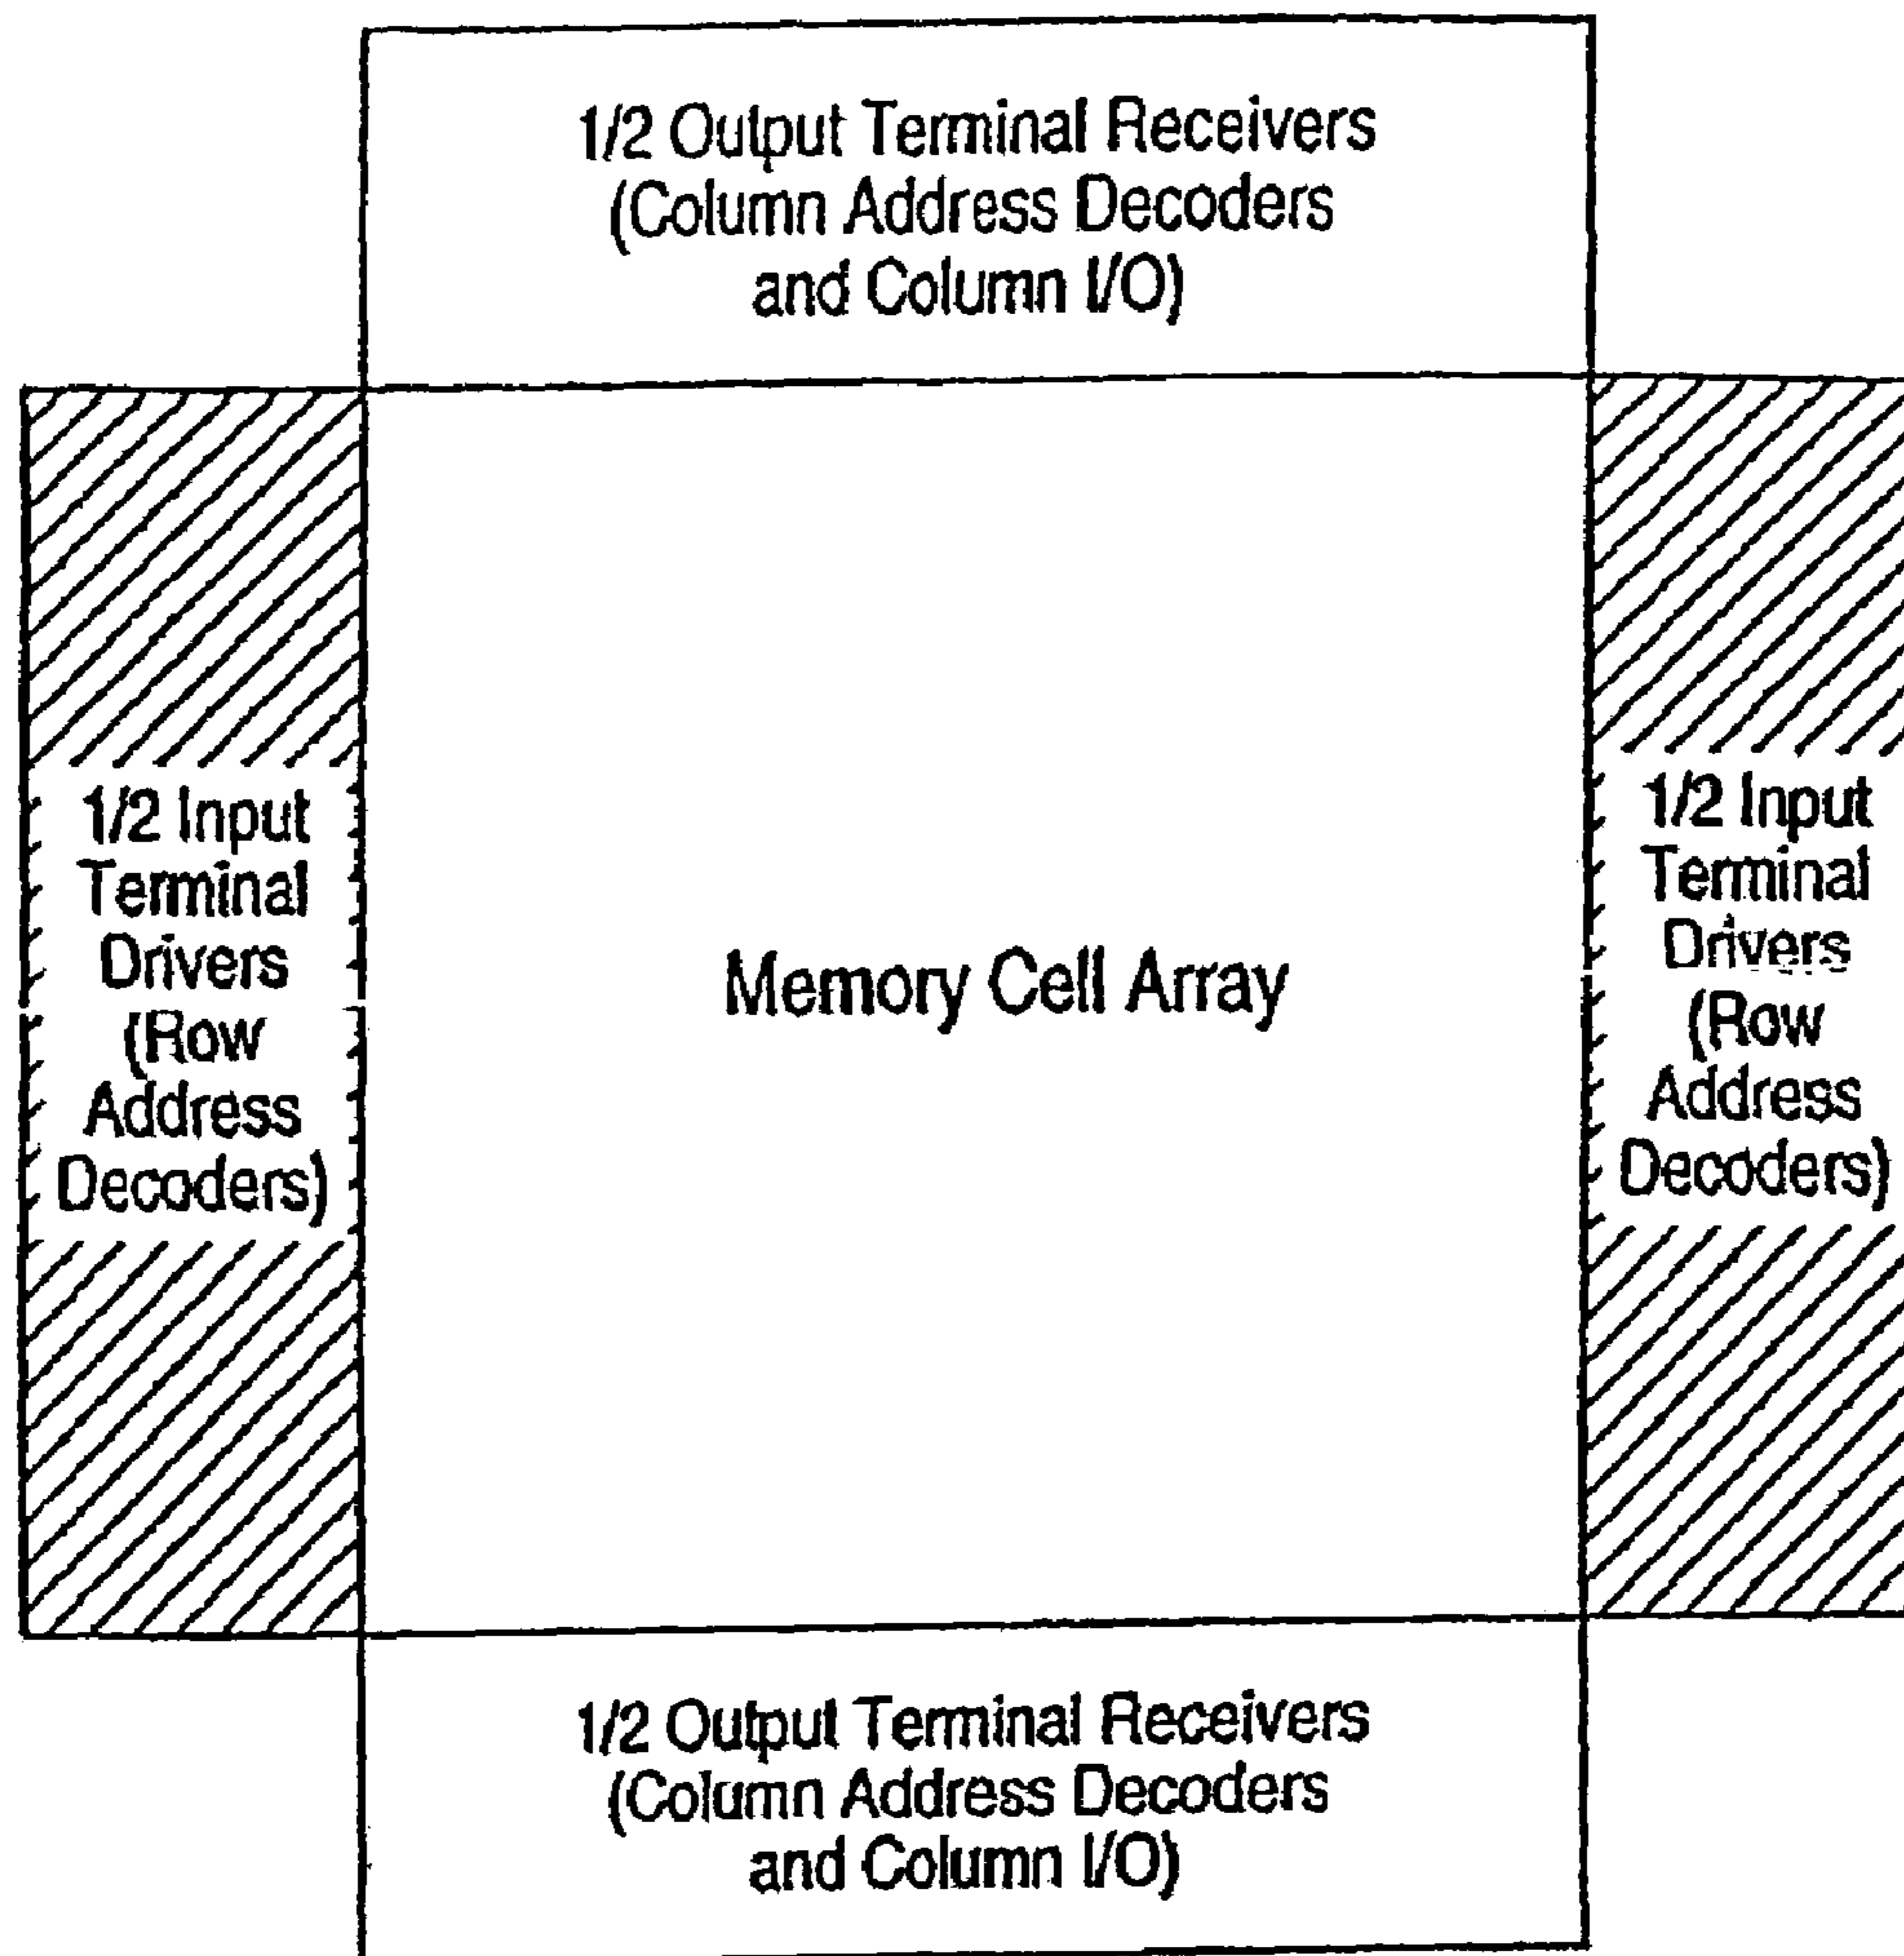 1/2 Output Terminal Receivers
(Column Address Decoders
and Column I/O)
1/2 Input
Terminal
Drivers
(Row
Address
Decoders)
Memory Cell Array
1/2 Input
Terminal
Drivers
(Row
Address
Decoders)
1/2 Output Terminal Receivers
(Column Address Decoders
and Column I/O)